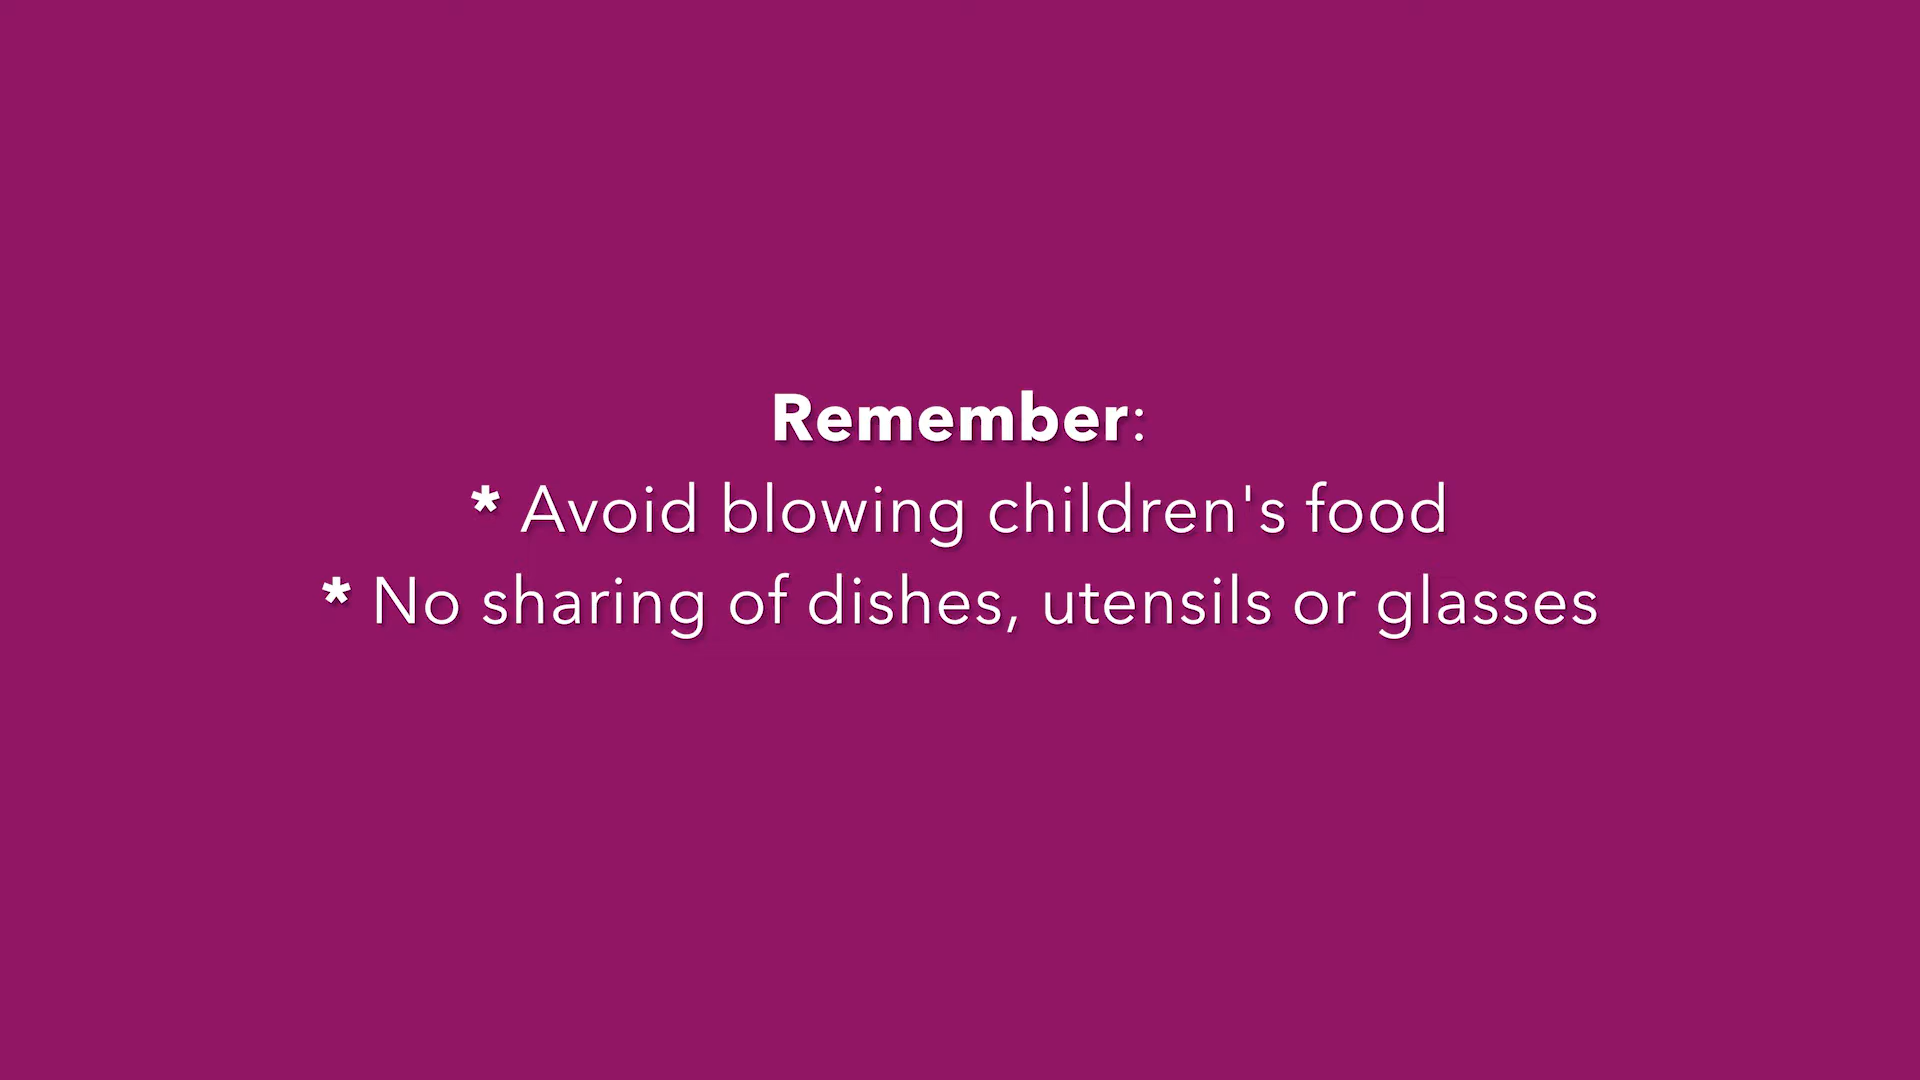 Remember:
* Avoid blowing children's food
* No sharing of dishes, utensils or glasses